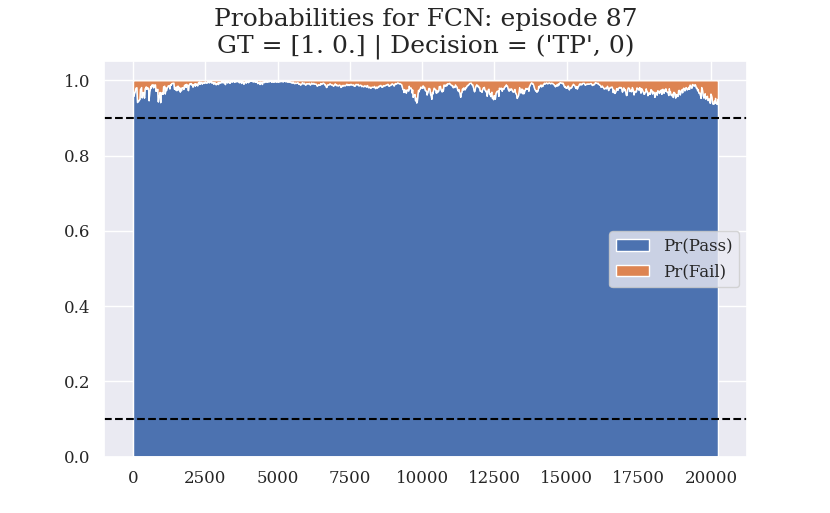 Probabilities for FCN: episode 87
GT = [1. 0.] | Decision = ('TP', 0)
1.0
0.8
0.6
0.4
0.2
0.0
Pr(Pass)
Pr(Fail)
0 2500 5000 7500 10000 12500 15000 17500 20000